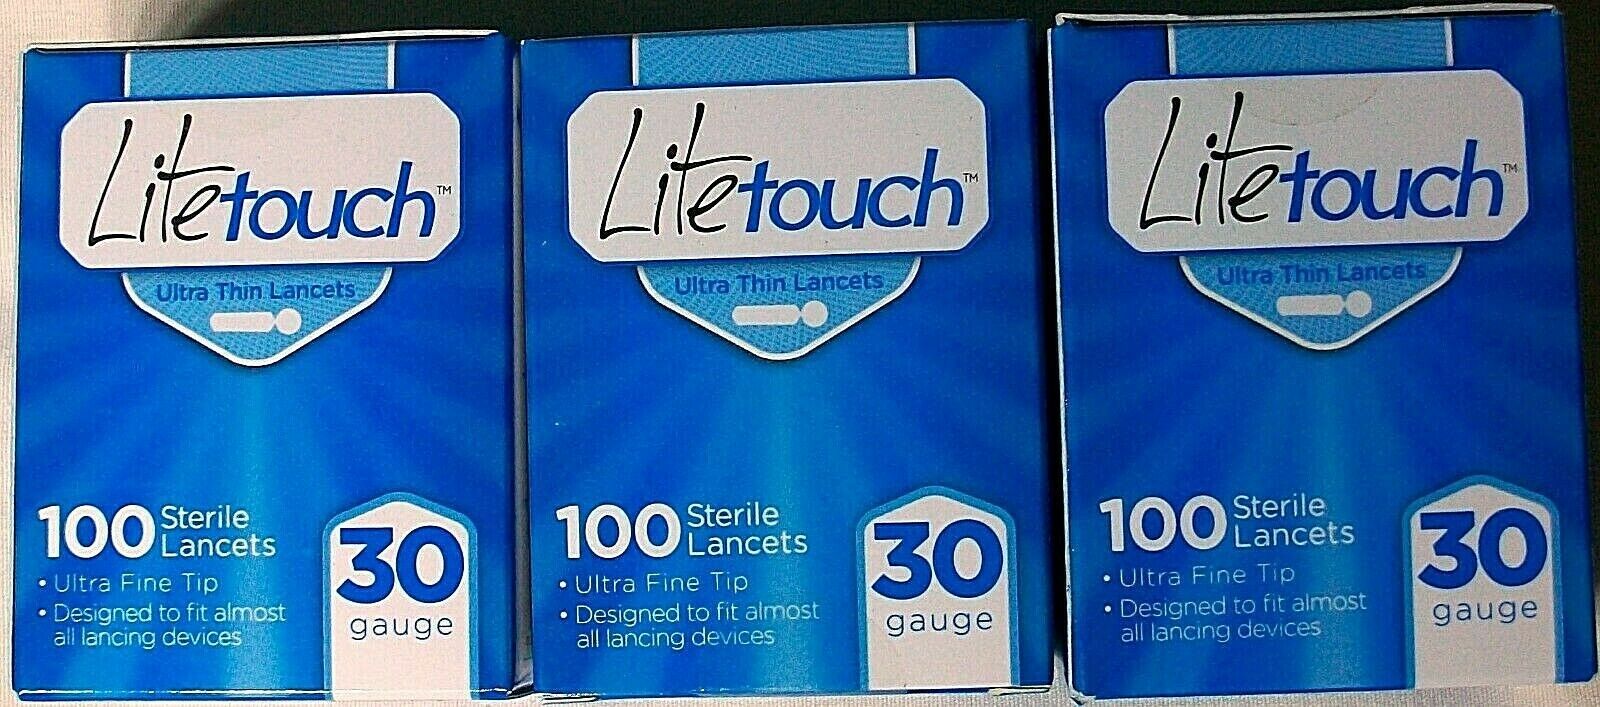 Litetouch™
Ultra Thin Lancets
100 Sterile
Lancets
• Ultra Fine Tip
• Designed to fit almost
all lancing devices
30
gauge
Litetouch™
Ultra Thin Lancets
100 Sterile
Lancets
• Ultra Fine Tip
• Designed to fit almost
all lancing devices
30
gauge
Litetouch™
Ultra Thin Lancets
100 Sterile
Lancets
• Ultra Fine Tip
• Designed to fit almost
all lancing devices
30
gauge